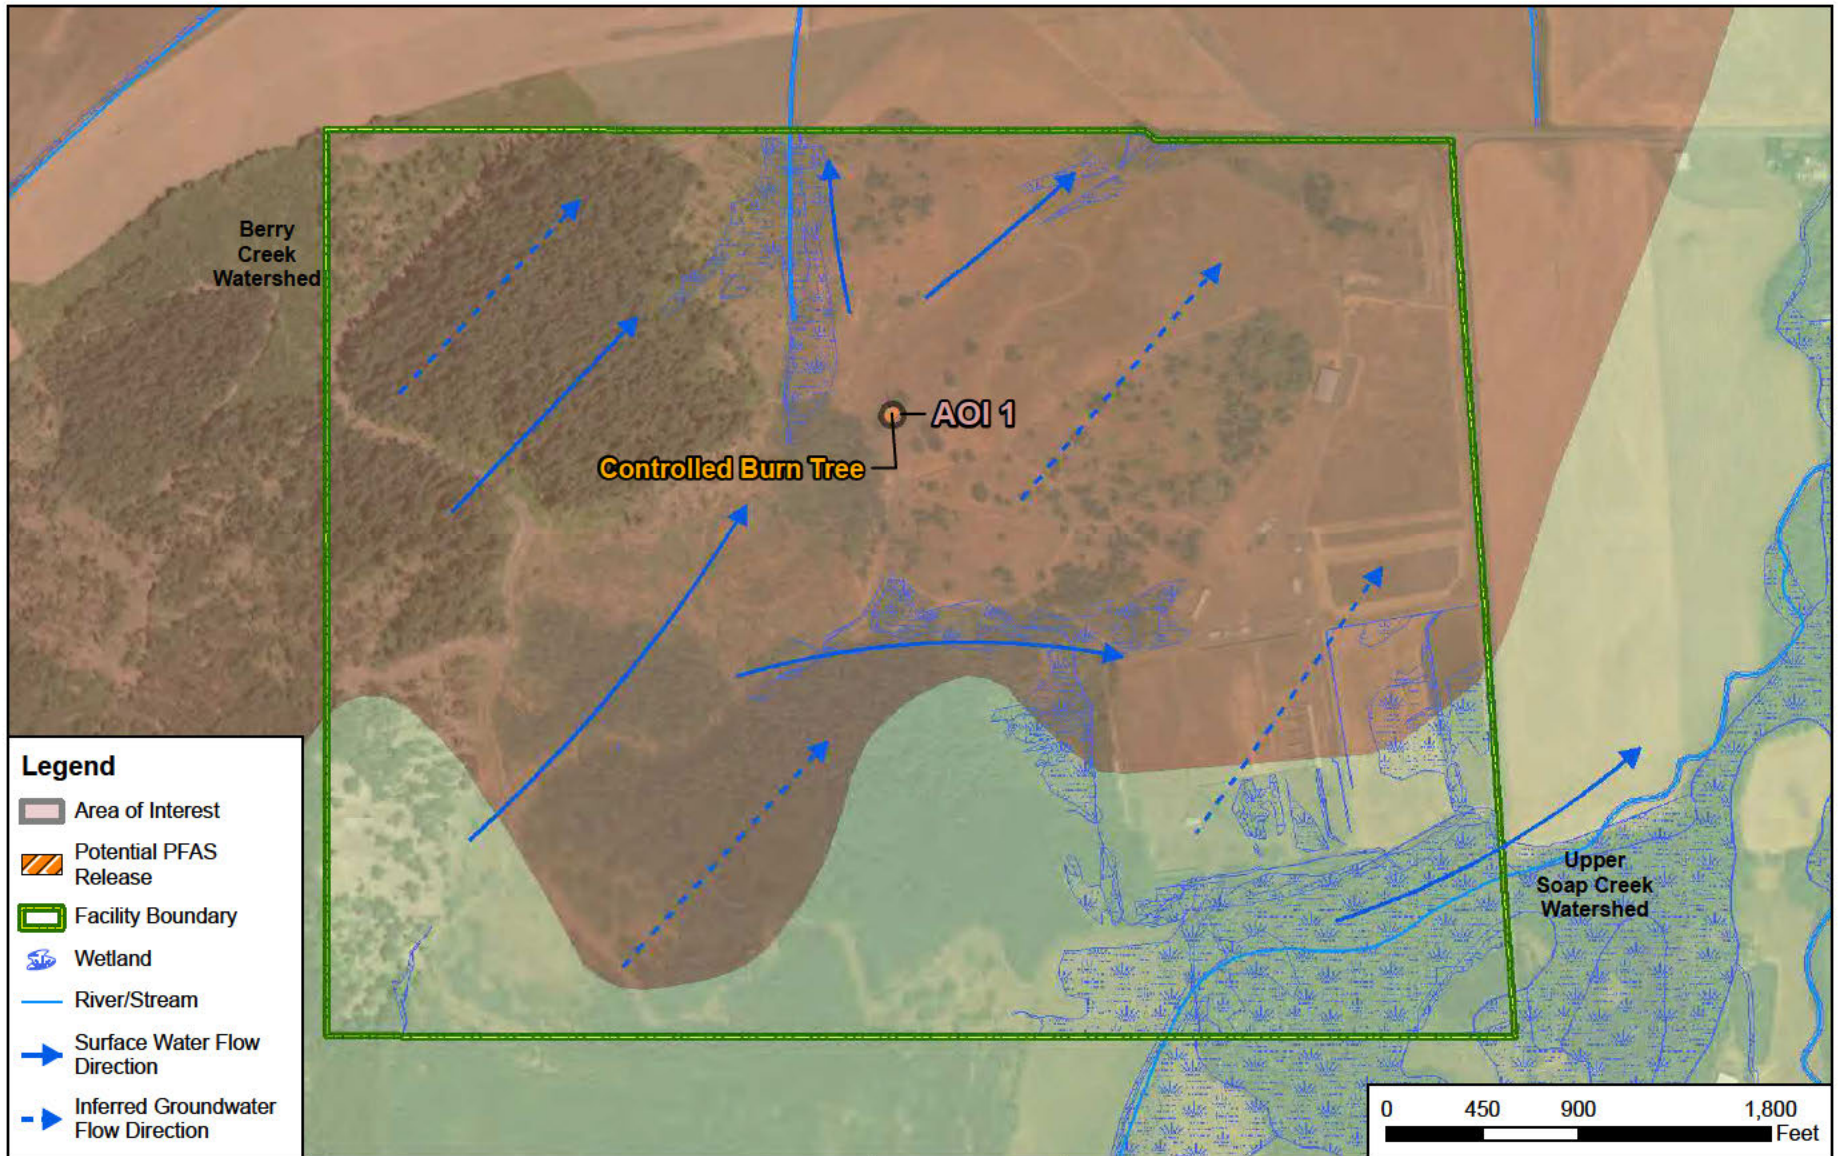 Berry
Creek
Watershed
AOI 1
Controlled Burn Tree
Upper
Soap Creek
Watershed
Legend
Area of Interest
Potential PFAS
Release
Facility Boundary
Wetland
River/Stream
Surface Water Flow
Direction
Inferred Groundwater
Flow Direction
0 450 900 1,800
Feet